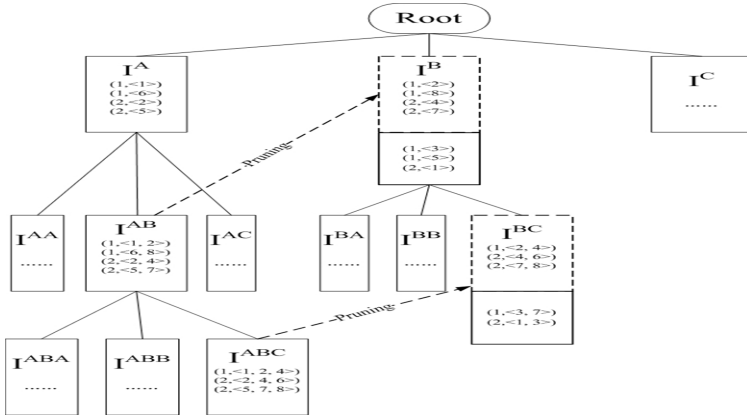 Root
I^A
(1,<1>)
(1,<6>)
(2,<2>)
(2,<5>)
I^B
(1,<2>)
(1,<8>)
(2,<4>)
(2,<7>)
(1,<3>)
(1,<5>)
(2,<1>)
I^C
......
Pruning
I^AA
......
I^AB
(1,<1, 2>)
(1,<6, 8>)
(2,<2, 4>)
(2,<5, 7>)
I^AC
......
I^BA
......
I^BB
......
I^BC
(1,<2, 4>)
(2,<4, 6>)
(2,<7, 8>)
(1,<3, 7>)
(2,<1, 3>)
Pruning
I^ABA
......
I^ABB
......
I^ABC
(1,<1, 2, 4>)
(2,<2, 4, 6>)
(2,<5, 7, 8>)